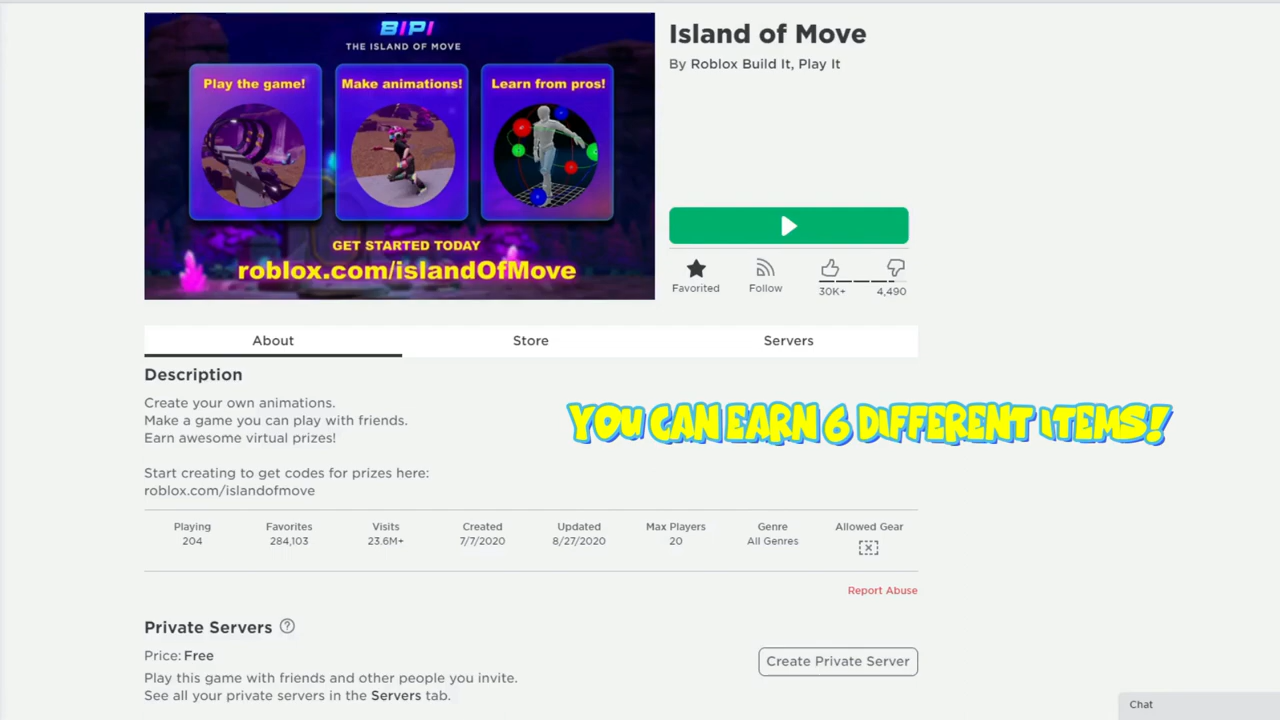 BIPI
THE ISLAND OF MOVE
Play the game!
Make animations!
Learn from pros!
GET STARTED TODAY
roblox.com/islandOfMove
Island of Move
By Roblox Build It, Play It
Favorited
Follow
30K+
4,490
About
Store
Servers
Description
Create your own animations.
Make a game you can play with friends.
Earn awesome virtual prizes!
YOU CAN EARN 6 DIFFERENT ITEMS!
Start creating to get codes for prizes here:
roblox.com/islandofmove
Playing
204
Favorites
284,103
Visits
23.6M+
Created
7/7/2020
Updated
8/27/2020
Max Players
20
Genre
All Genres
Allowed Gear
Report Abuse
Private Servers ?
Price: Free
Create Private Server
Play this game with friends and other people you invite.
See all your private servers in the Servers tab.
Chat